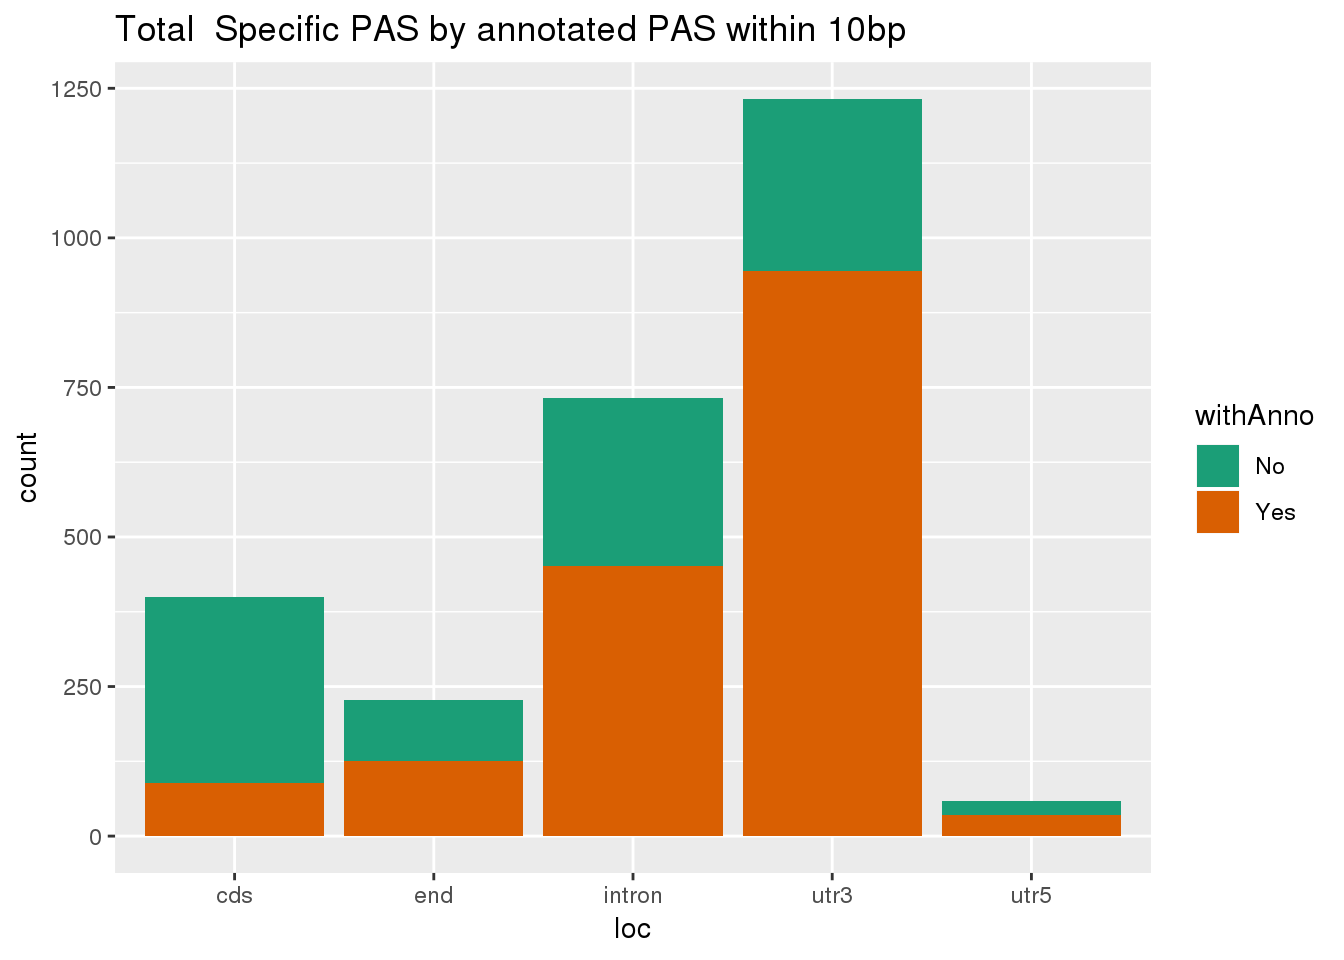 Total  Specific PAS by annotated PAS within 10bp
1250
1000
750
500
250
0
count
cds end intron utr3 utr5
loc
withAnno
No
Yes